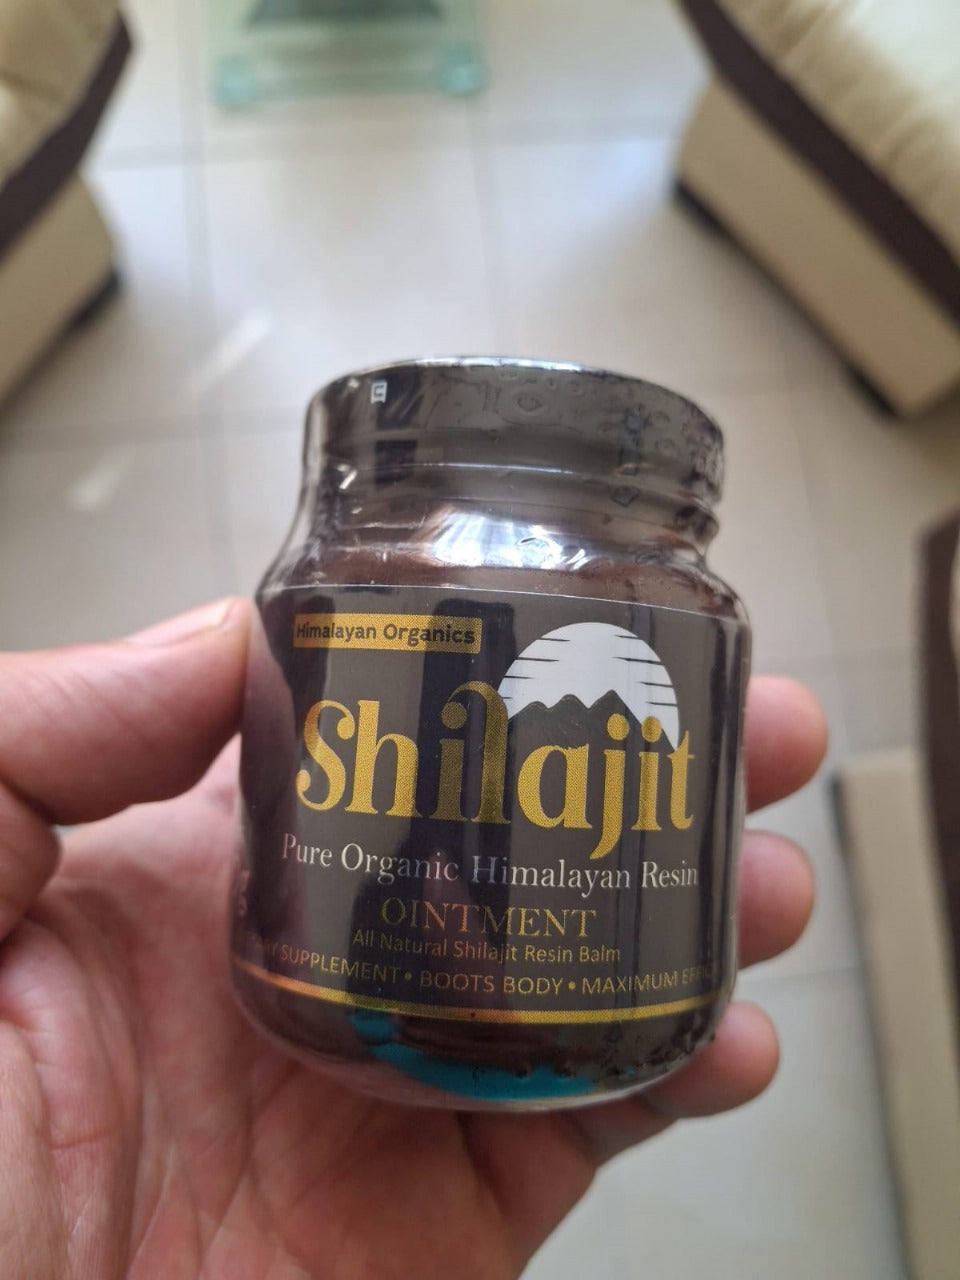 Himalayan Organics
Shilajit
Pure Organic Himalayan Resin
OINTMENT
All Natural Shilajit Resin Balm
SUPPLEMENT • BOOTS BODY • MAXIMUM